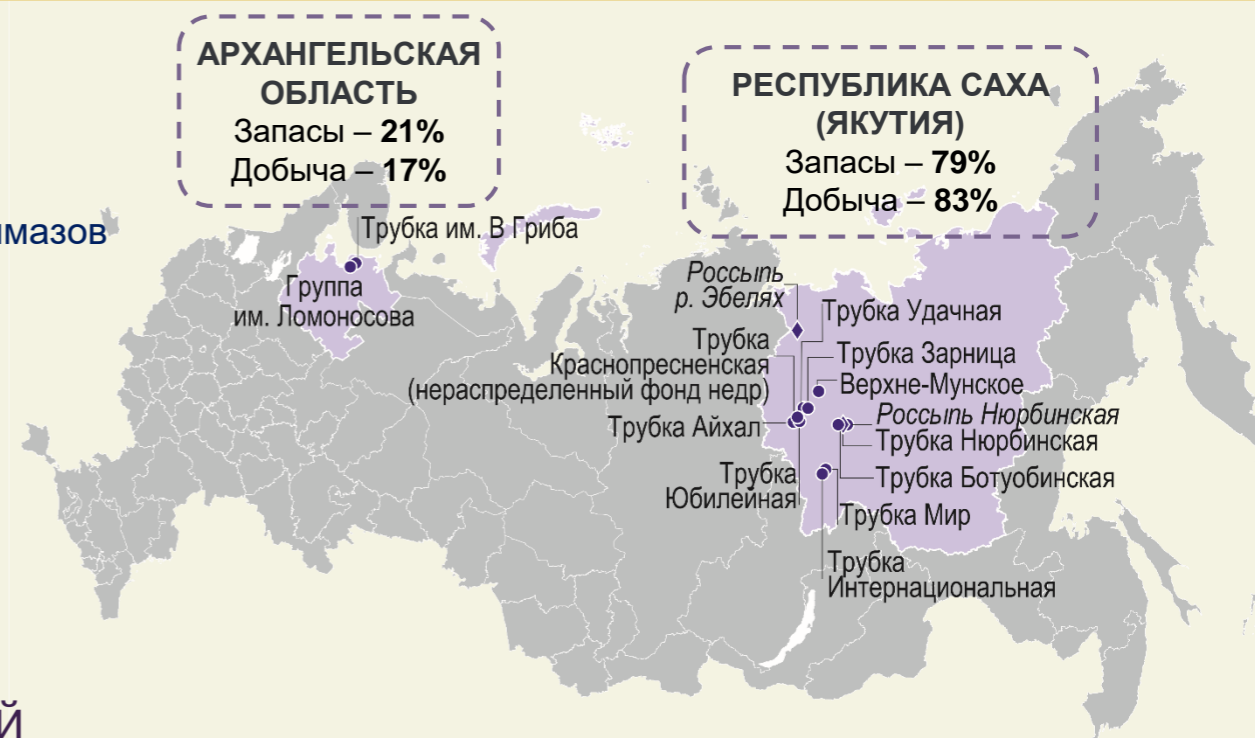 АРХАНГЕЛЬСКАЯ
ОБЛАСТЬ
Запасы – 21%
Добыча – 17%
РЕСПУБЛИКА САХА
(ЯКУТИЯ)
Запасы – 79%
Добыча – 83%
Трубка им. В Гриба
Группа
им. Ломоносова
Россыпь
р. Эбелях
Трубка Удачная
Трубка
Краснопресненская
(нераспределенный фонд недр)
Трубка Зарница
Верхне-Мунское
Россыпь Нюрбинская
Трубка Айхал
Трубка Нюрбинская
Трубка
Юбилейная
Трубка Ботуобинская
Трубка Мир
Трубка
Интернациональная